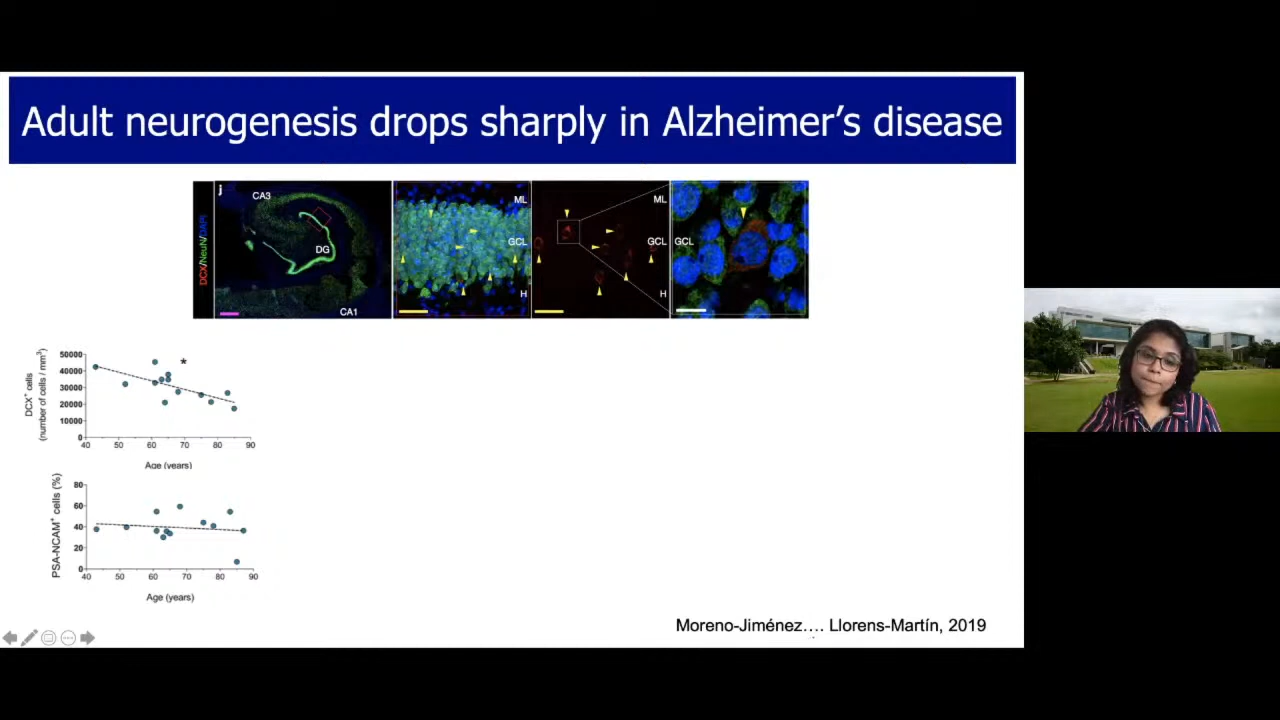 Adult neurogenesis drops sharply in Alzheimer's disease
DCX/NeuN/DAPI
j
CA3
DG
CA1
ML
GCL
H
ML
GCL
H
GCL
DCX⁺ cells
(number of cells / mm³)
50000
40000
30000
20000
10000
0
*
40 50 60 70 80 90
Age (years)
PSA-NCAM⁺ cells (%)
80
60
40
20
0
40 50 60 70 80 90
Age (years)
Moreno-Jiménez…. Llorens-Martín, 2019